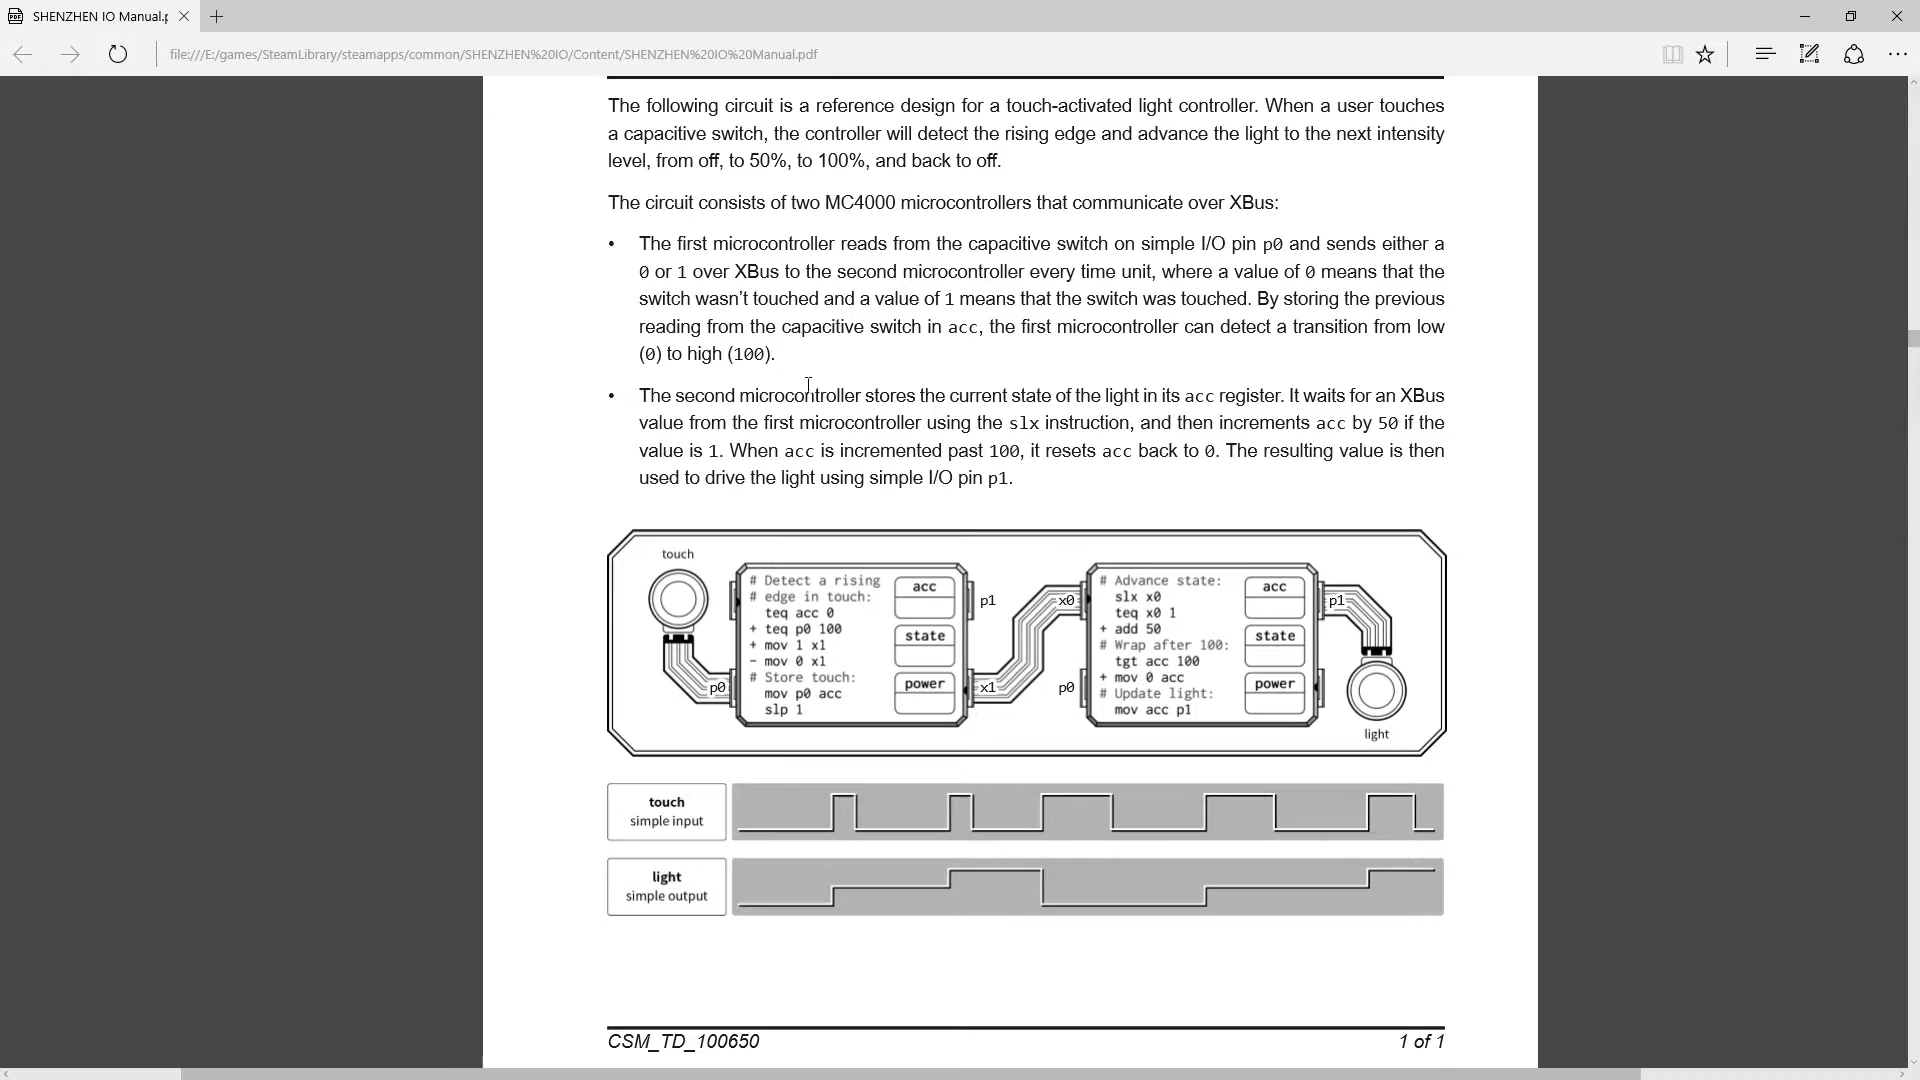 SHENZHEN IO Manual.p
file:///E:/games/SteamLibrary/steamapps/common/SHENZHEN%20IO/Content/SHENZHEN%20IO%20Manual.pdf
The following circuit is a reference design for a touch-activated light controller. When a user touches
a capacitive switch, the controller will detect the rising edge and advance the light to the next intensity
level, from off, to 50%, to 100%, and back to off.
The circuit consists of two MC4000 microcontrollers that communicate over XBus:
• The first microcontroller reads from the capacitive switch on simple I/O pin p0 and sends either a
0 or 1 over XBus to the second microcontroller every time unit, where a value of 0 means that the
switch wasn't touched and a value of 1 means that the switch was touched. By storing the previous
reading from the capacitive switch in acc, the first microcontroller can detect a transition from low
(0) to high (100).
• The second microcontroller stores the current state of the light in its acc register. It waits for an XBus
value from the first microcontroller using the slx instruction, and then increments acc by 50 if the
value is 1. When acc is incremented past 100, it resets acc back to 0. The resulting value is then
used to drive the light using simple I/O pin p1.
touch
p0
# Detect a rising
# edge in touch:
teq acc 0
+ teq p0 100
+ mov 1 x1
- mov 0 x1
# Store touch:
mov p0 acc
slp 1
acc
state
power
p1
x1
x0
p0
# Advance state:
slx x0
teq x0 1
+ add 50
# Wrap after 100:
tgt acc 100
+ mov 0 acc
# Update light:
mov acc p1
acc
state
power
p1
light
touch
simple input
light
simple output
CSM_TD_100650
1 of 1